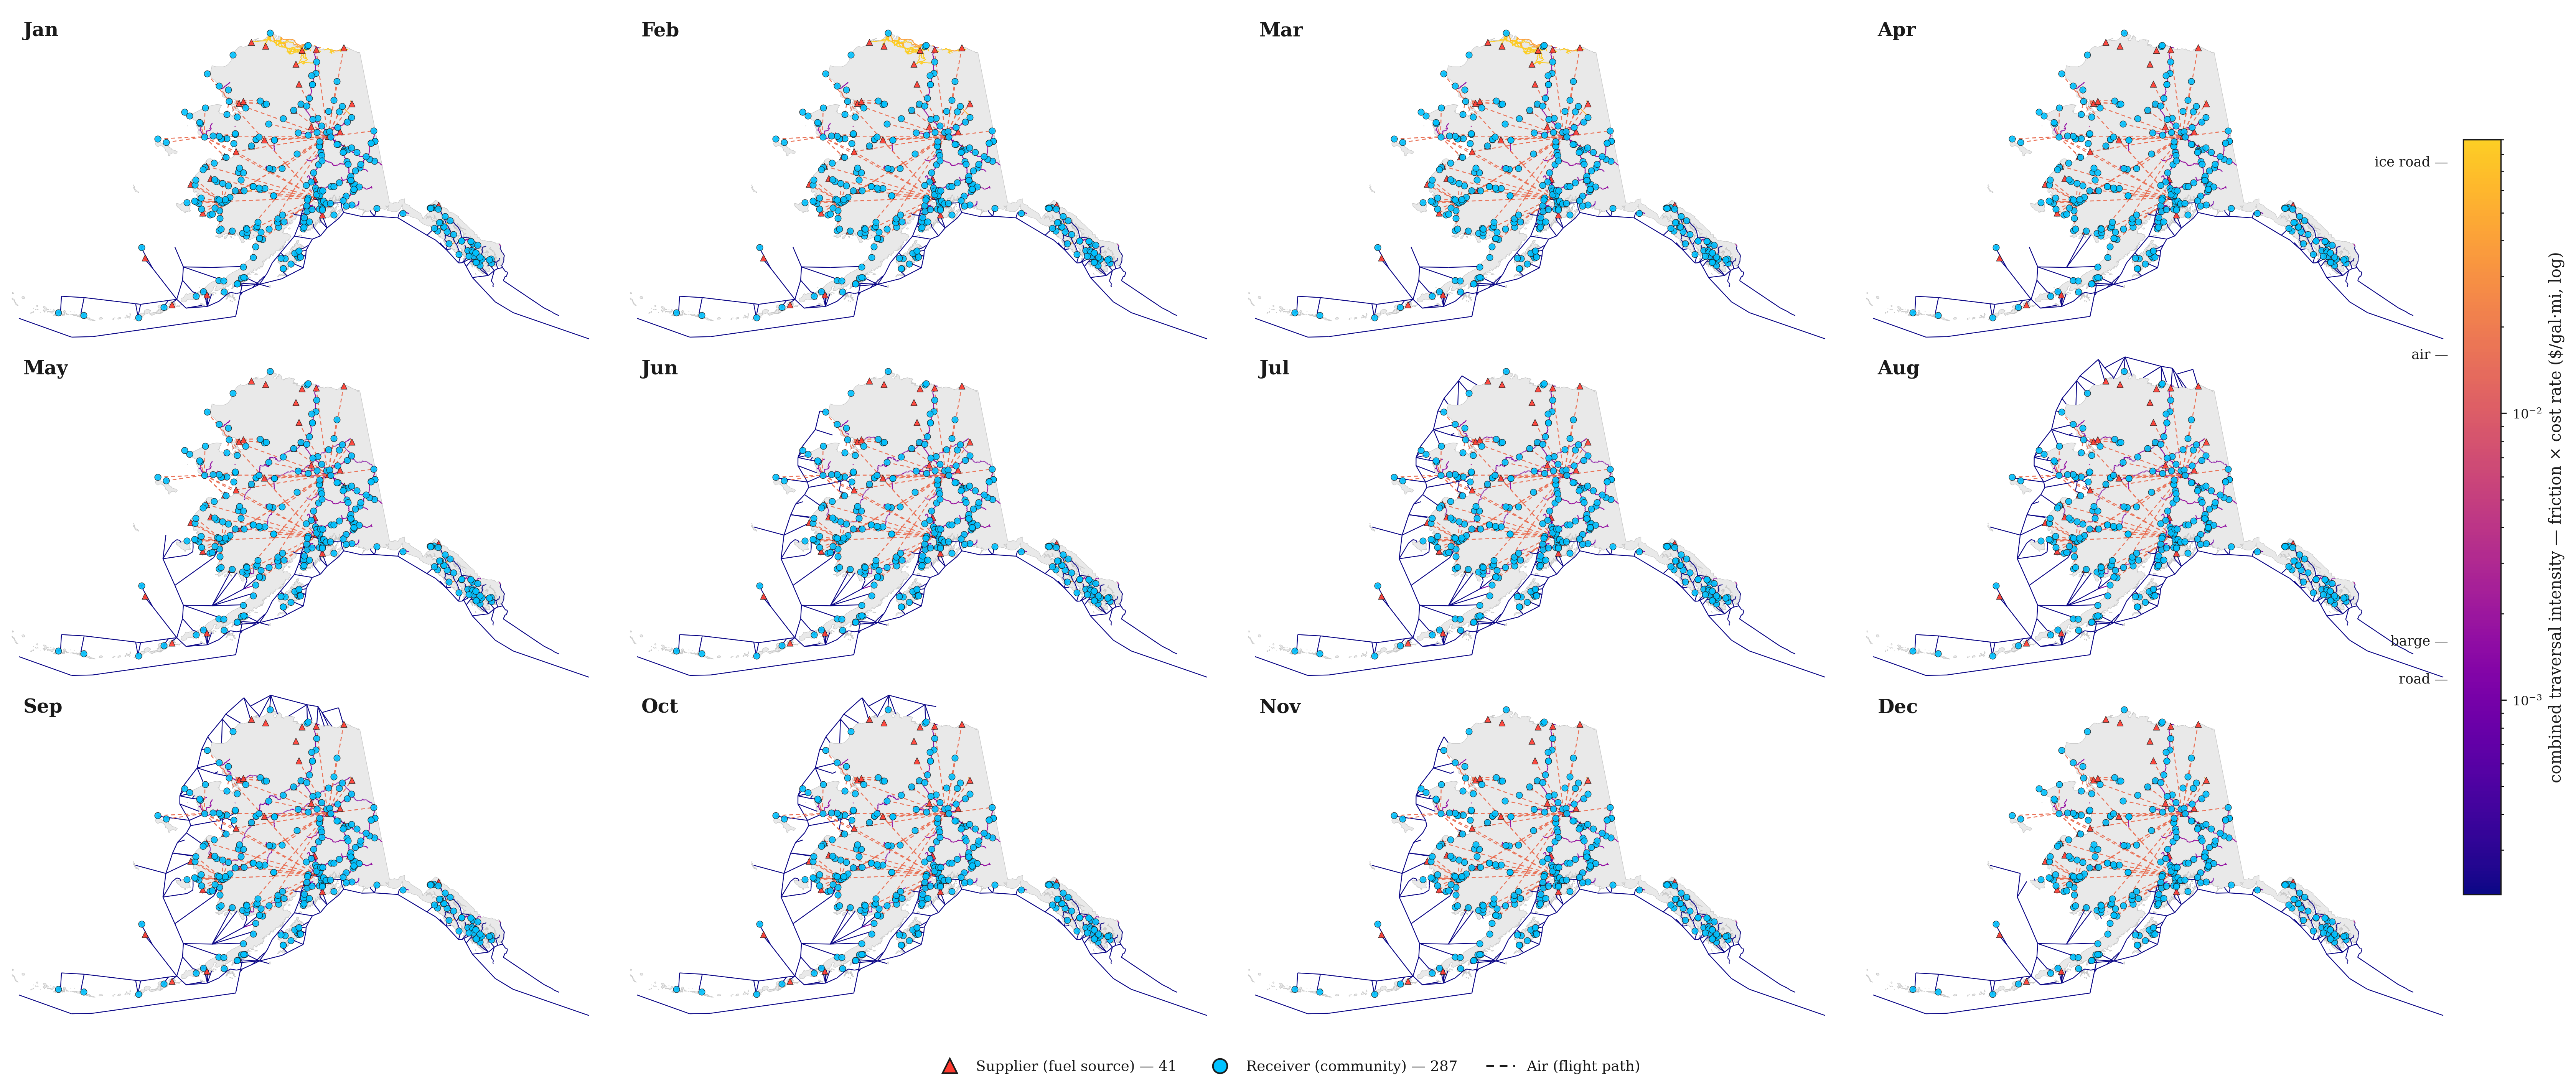 Jan
Feb
Mar
Apr
May
Jun
Jul
Aug
Sep
Oct
Nov
Dec
ice road —
air —
barge —
road —
10⁻²
10⁻³
combined traversal intensity — friction × cost rate ($/gal·mi, log)
Supplier (fuel source) — 41
Receiver (community) — 287
Air (flight path)